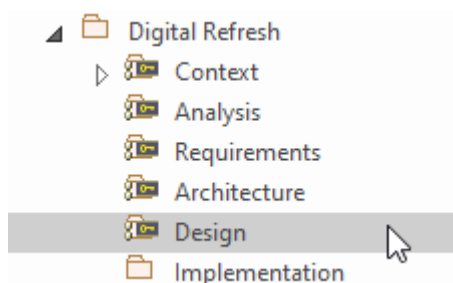 Digital Refresh
Context
Analysis
Requirements
Architecture
Design
Implementation